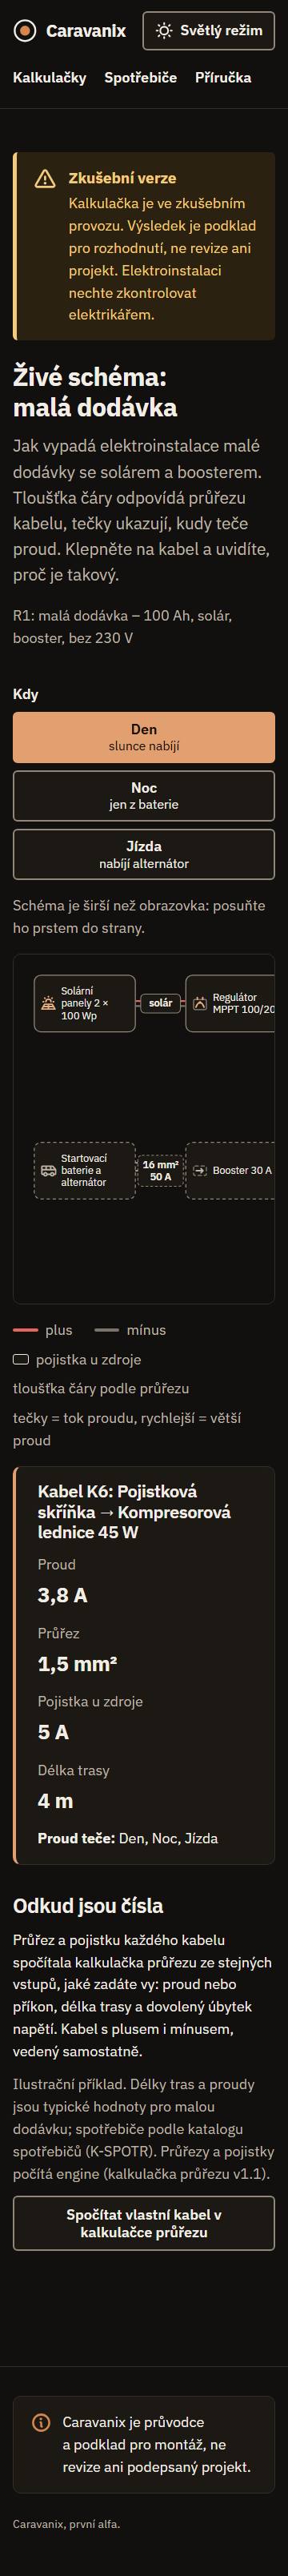 Caravanix
Světlý režim
Kalkulačky Spotřebiče Příručka
Zkušební verze
Kalkulačka je ve zkušebním
provozu. Výsledek je podklad
pro rozhodnutí, ne revize ani
projekt. Elektroinstalaci
nechte zkontrolovat
elektrikářem.
Živé schéma:
malá dodávka
Jak vypadá elektroinstalace malé
dodávky se solárem a boosterem.
Tloušťka čáry odpovídá průřezu
kabelu, tečky ukazují, kudy teče
proud. Klepněte na kabel a uvidíte,
proč je takový.
R1: malá dodávka – 100 Ah, solár,
booster, bez 230 V
Kdy
Den
slunce nabíjí
Noc
jen z baterie
Jízda
nabíjí alternátor
Schéma je širší než obrazovka: posuňte
ho prstem do strany.
Solární
panely 2 ×
100 Wp
solár
Regulátor
MPPT 100/20
Startovací
baterie a
alternátor
16 mm²
50 A
Booster 30 A
plus mínus
pojistka u zdroje
tloušťka čáry podle průřezu
tečky = tok proudu, rychlejší = větší
proud
Kabel K6: Pojistková
skříňka → Kompresorová
lednice 45 W
Proud
3,8 A
Průřez
1,5 mm²
Pojistka u zdroje
5 A
Délka trasy
4 m
Proud teče: Den, Noc, Jízda
Odkud jsou čísla
Průřez a pojistku každého kabelu
spočítala kalkulačka průřezu ze stejných
vstupů, jaké zadáte vy: proud nebo
příkon, délka trasy a dovolený úbytek
napětí. Kabel s plusem i mínusem,
vedený samostatně.
Ilustrační příklad. Délky tras a proudy
jsou typické hodnoty pro malou
dodávku; spotřebiče podle katalogu
spotřebičů (K-SPOTR). Průřezy a pojistky
počítá engine (kalkulačka průřezu v1.1).
Spočítat vlastní kabel v
kalkulačce průřezu
Caravanix je průvodce
a podklad pro montáž, ne
revize ani podepsaný projekt.
Caravanix, první alfa.